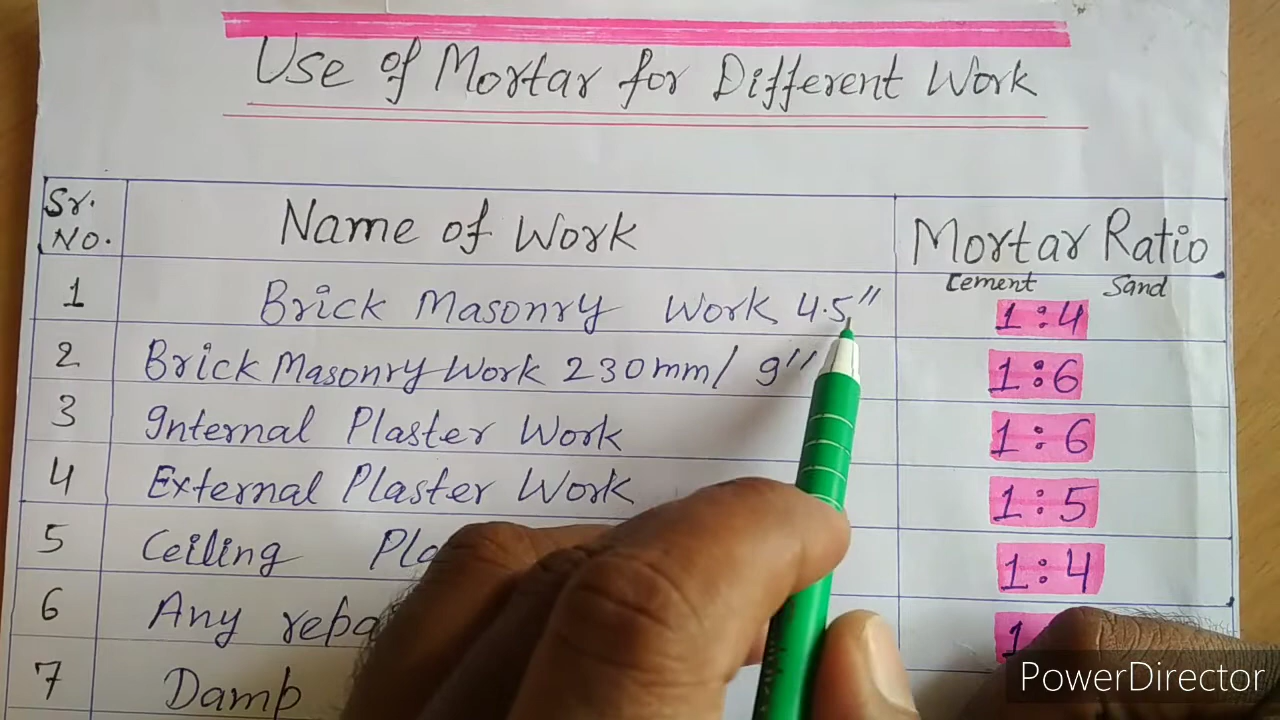 Use of Mortar for Different Work
Sr. No. Name of Work Mortar Ratio
Cement Sand
1 Brick Masonry Work 4.5" 1:4
2 Brick Masonry Work 230mm/ 9" 1:6
3 Internal Plaster Work 1:6
4 External Plaster Work 1:5
5 Ceiling 1:4
6 Any
7 Damp
PowerDirector